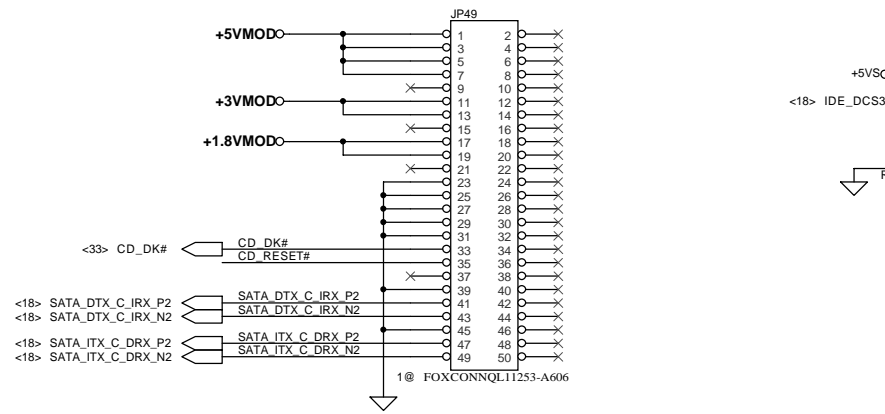 JP49
+5VMOD
1 2
3 4
5 6
7 8
9 10
+3VMOD
11 12
13 14
15 16
+1.8VMOD
17 18
19 20
21 22
23 24
25 26
27 28
29 30
31 32
<33> CD_DK# CD_DK# 33 34
CD_RESET# 35 36
37 38
39 40
<18> SATA_DTX_C_IRX_P2 SATA_DTX_C_IRX_P2 41 42
<18> SATA_DTX_C_IRX_N2 SATA_DTX_C_IRX_N2 43 44
45 46
<18> SATA_ITX_C_DRX_P2 SATA_ITX_C_DRX_P2 47 48
<18> SATA_ITX_C_DRX_N2 SATA_ITX_C_DRX_N2 49 50
1@ FOXCONNQL11253-A606
+5VS
<18> IDE_DCS3